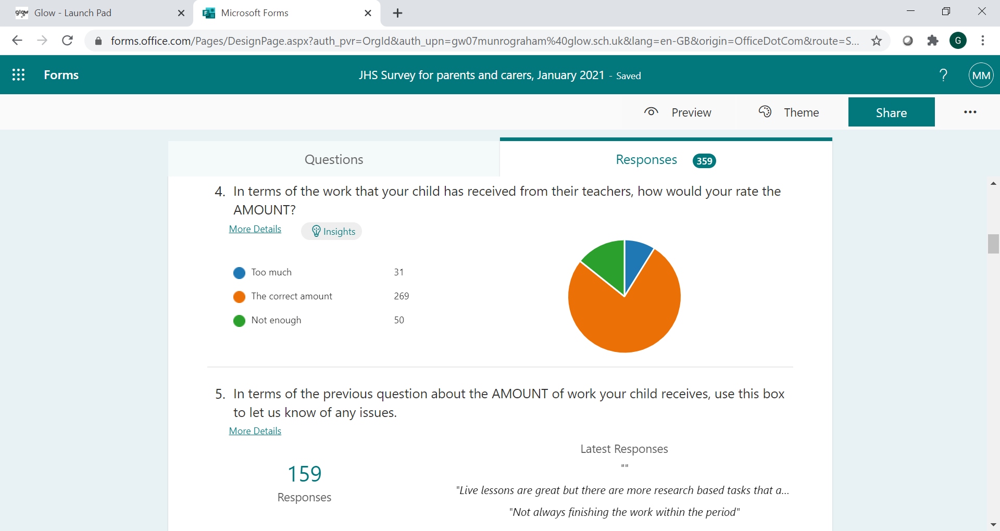 glow Glow - Launch Pad
Microsoft Forms
forms.office.com/Pages/DesignPage.aspx?auth_pvr=OrgId&auth_upn=gw07munrograham%40glow.sch.uk&lang=en-GB&origin=OfficeDotCom&route=S...
G
Forms
JHS Survey for parents and carers, January 2021 - Saved
? MM
Preview
Theme
Share
Questions
Responses 359
4. In terms of the work that your child has received from their teachers, how would your rate the
AMOUNT?
More Details
Insights
Too much 31
The correct amount 269
Not enough 50
5. In terms of the previous question about the AMOUNT of work your child receives, use this box
to let us know of any issues.
More Details
159
Responses
Latest Responses
""
"Live lessons are great but there are more research based tasks that a...
"Not always finishing the work within the period"